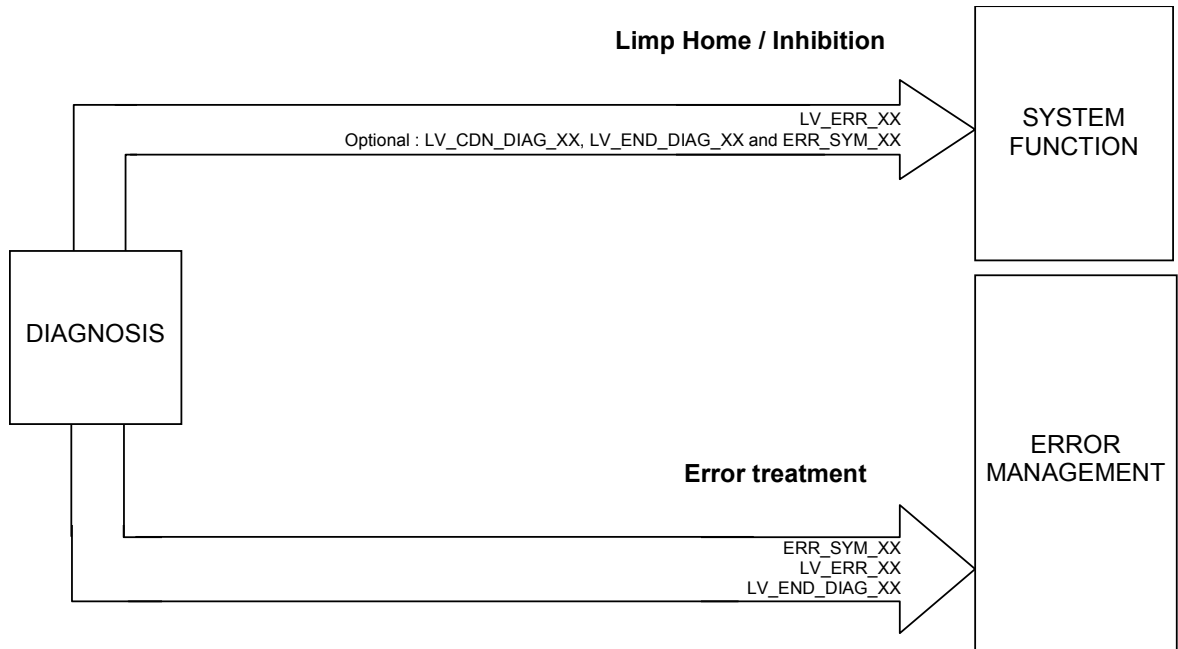 Limp Home / Inhibition
LV_ERR_XX
Optional : LV_CDN_DIAG_XX, LV_END_DIAG_XX and ERR_SYM_XX
SYSTEM
FUNCTION
DIAGNOSIS
ERROR
MANAGEMENT
Error treatment
ERR_SYM_XX
LV_ERR_XX
LV_END_DIAG_XX